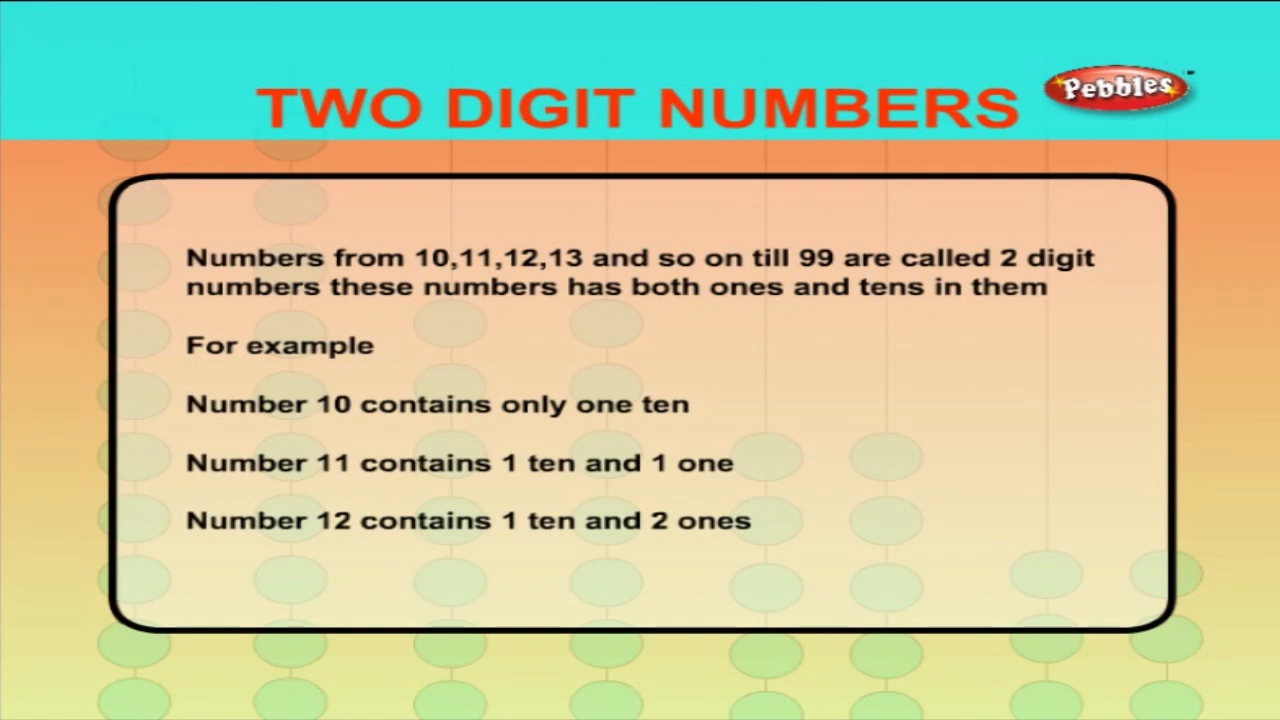 TWO DIGIT NUMBERS
Pebbles
Numbers from 10,11,12,13 and so on till 99 are called 2 digit
numbers these numbers has both ones and tens in them
For example
Number 10 contains only one ten
Number 11 contains 1 ten and 1 one
Number 12 contains 1 ten and 2 ones